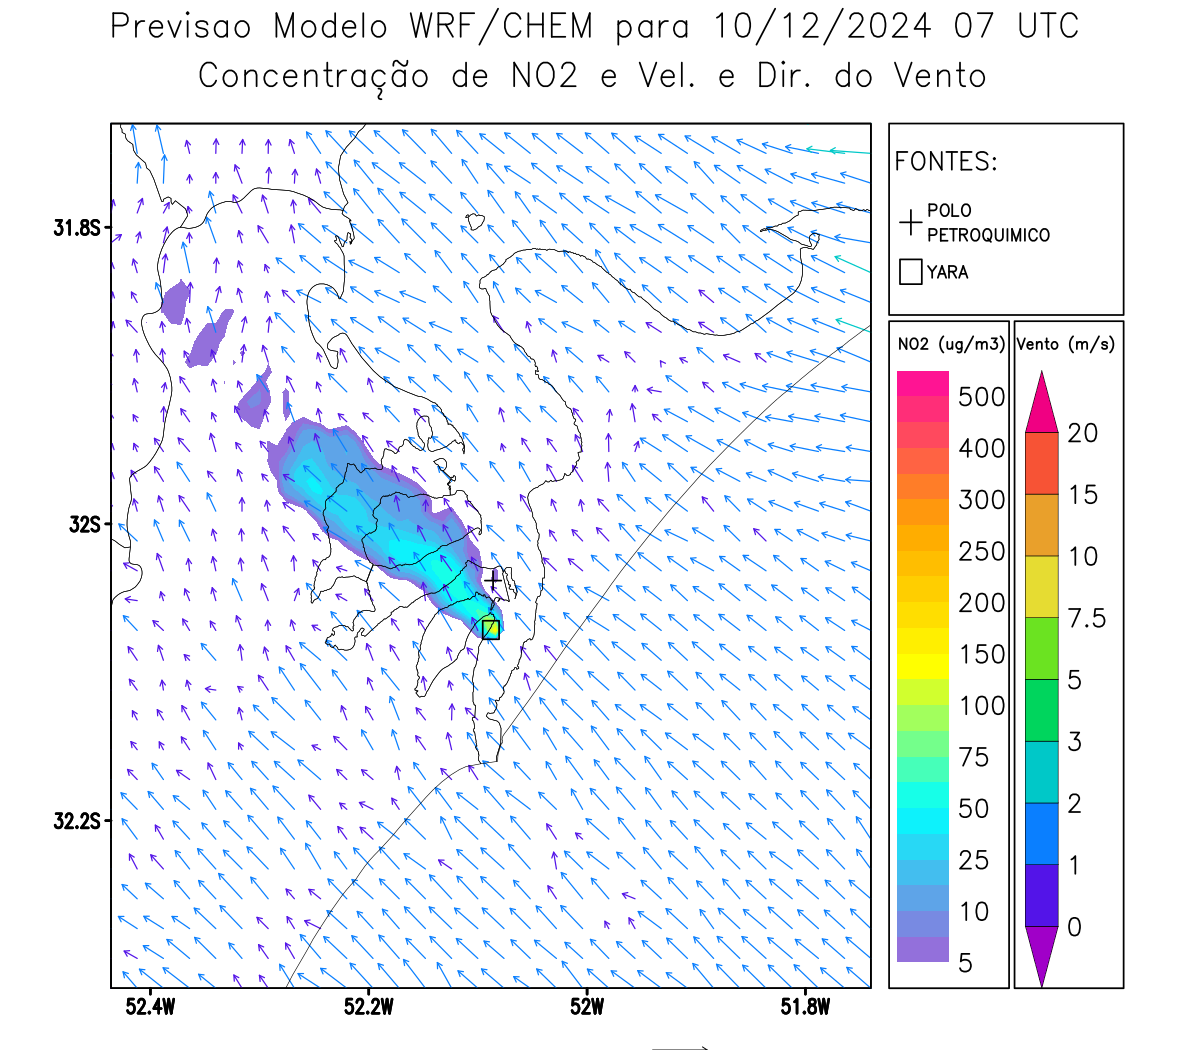 Previsao Modelo WRF/CHEM para 10/12/2024 07 UTC
Concentração de NO2 e Vel. e Dir. do Vento
FONTES:
POLO
PETROQUIMICO
YARA
NO2 (ug/m3)
500
400
300
250
200
150
100
75
50
25
10
5
Vento (m/s)
20
15
10
7.5
5
3
2
1
0
31.8S
32S
32.2S
52.4W
52.2W
52W
51.8W